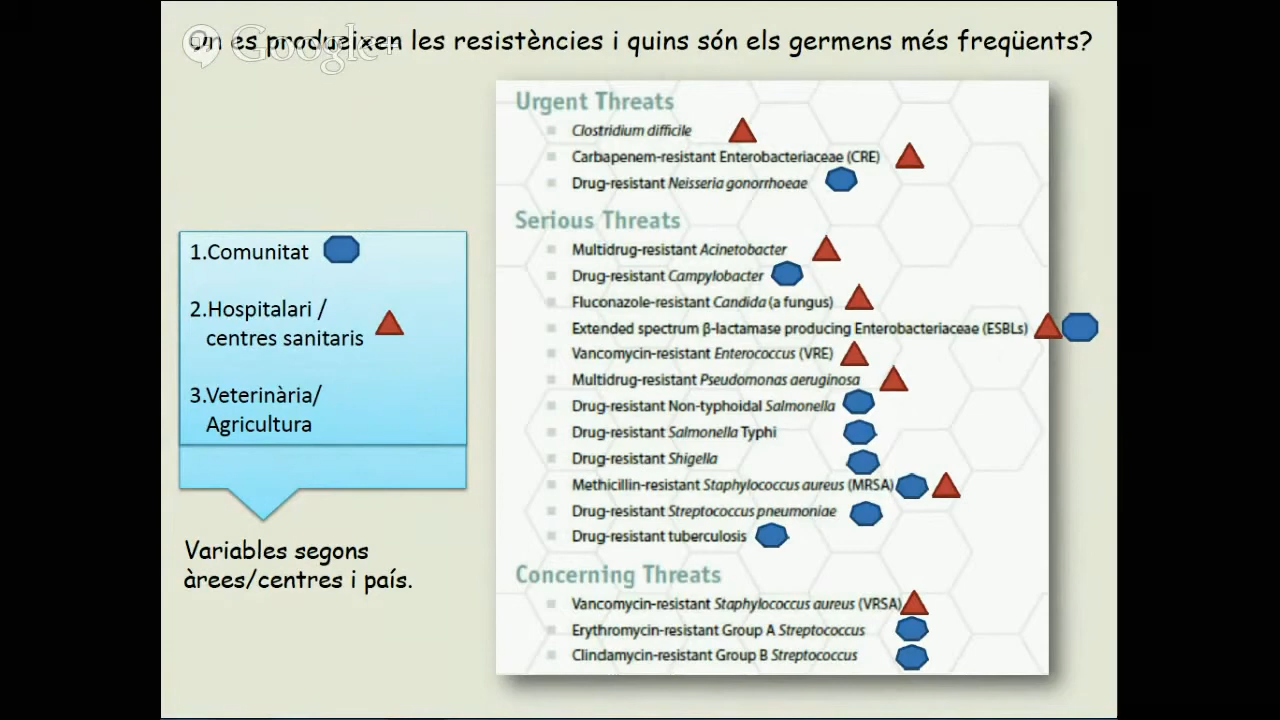 On es produeixen les resistències i quins són els germens més freqüents?
Google+
1.Comunitat
2.Hospitalari /
centres sanitaris
3.Veterinària/
Agricultura
Variables segons
àrees/centres i país.
Urgent Threats
Clostridium difficile
Carbapenem-resistant Enterobacteriaceae (CRE)
Drug-resistant Neisseria gonorrhoeae
Serious Threats
Multidrug-resistant Acinetobacter
Drug-resistant Campylobacter
Fluconazole-resistant Candida (a fungus)
Extended spectrum β-lactamase producing Enterobacteriaceae (ESBLs)
Vancomycin-resistant Enterococcus (VRE)
Multidrug-resistant Pseudomonas aeruginosa
Drug-resistant Non-typhoidal Salmonella
Drug-resistant Salmonella Typhi
Drug-resistant Shigella
Methicillin-resistant Staphylococcus aureus (MRSA)
Drug-resistant Streptococcus pneumoniae
Drug-resistant tuberculosis
Concerning Threats
Vancomycin-resistant Staphylococcus aureus (VRSA)
Erythromycin-resistant Group A Streptococcus
Clindamycin-resistant Group B Streptococcus